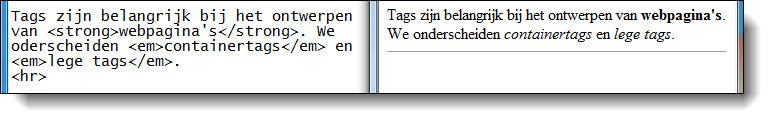 Tags zijn belangrijk bij het ontwerpen
van <strong>webpagina's</strong>. We
oderscheiden <em>containertags</em> en
<em>lege tags</em>.
<hr>
Tags zijn belangrijk bij het ontwerpen van webpagina's.
We onderscheiden containertags en lege tags.